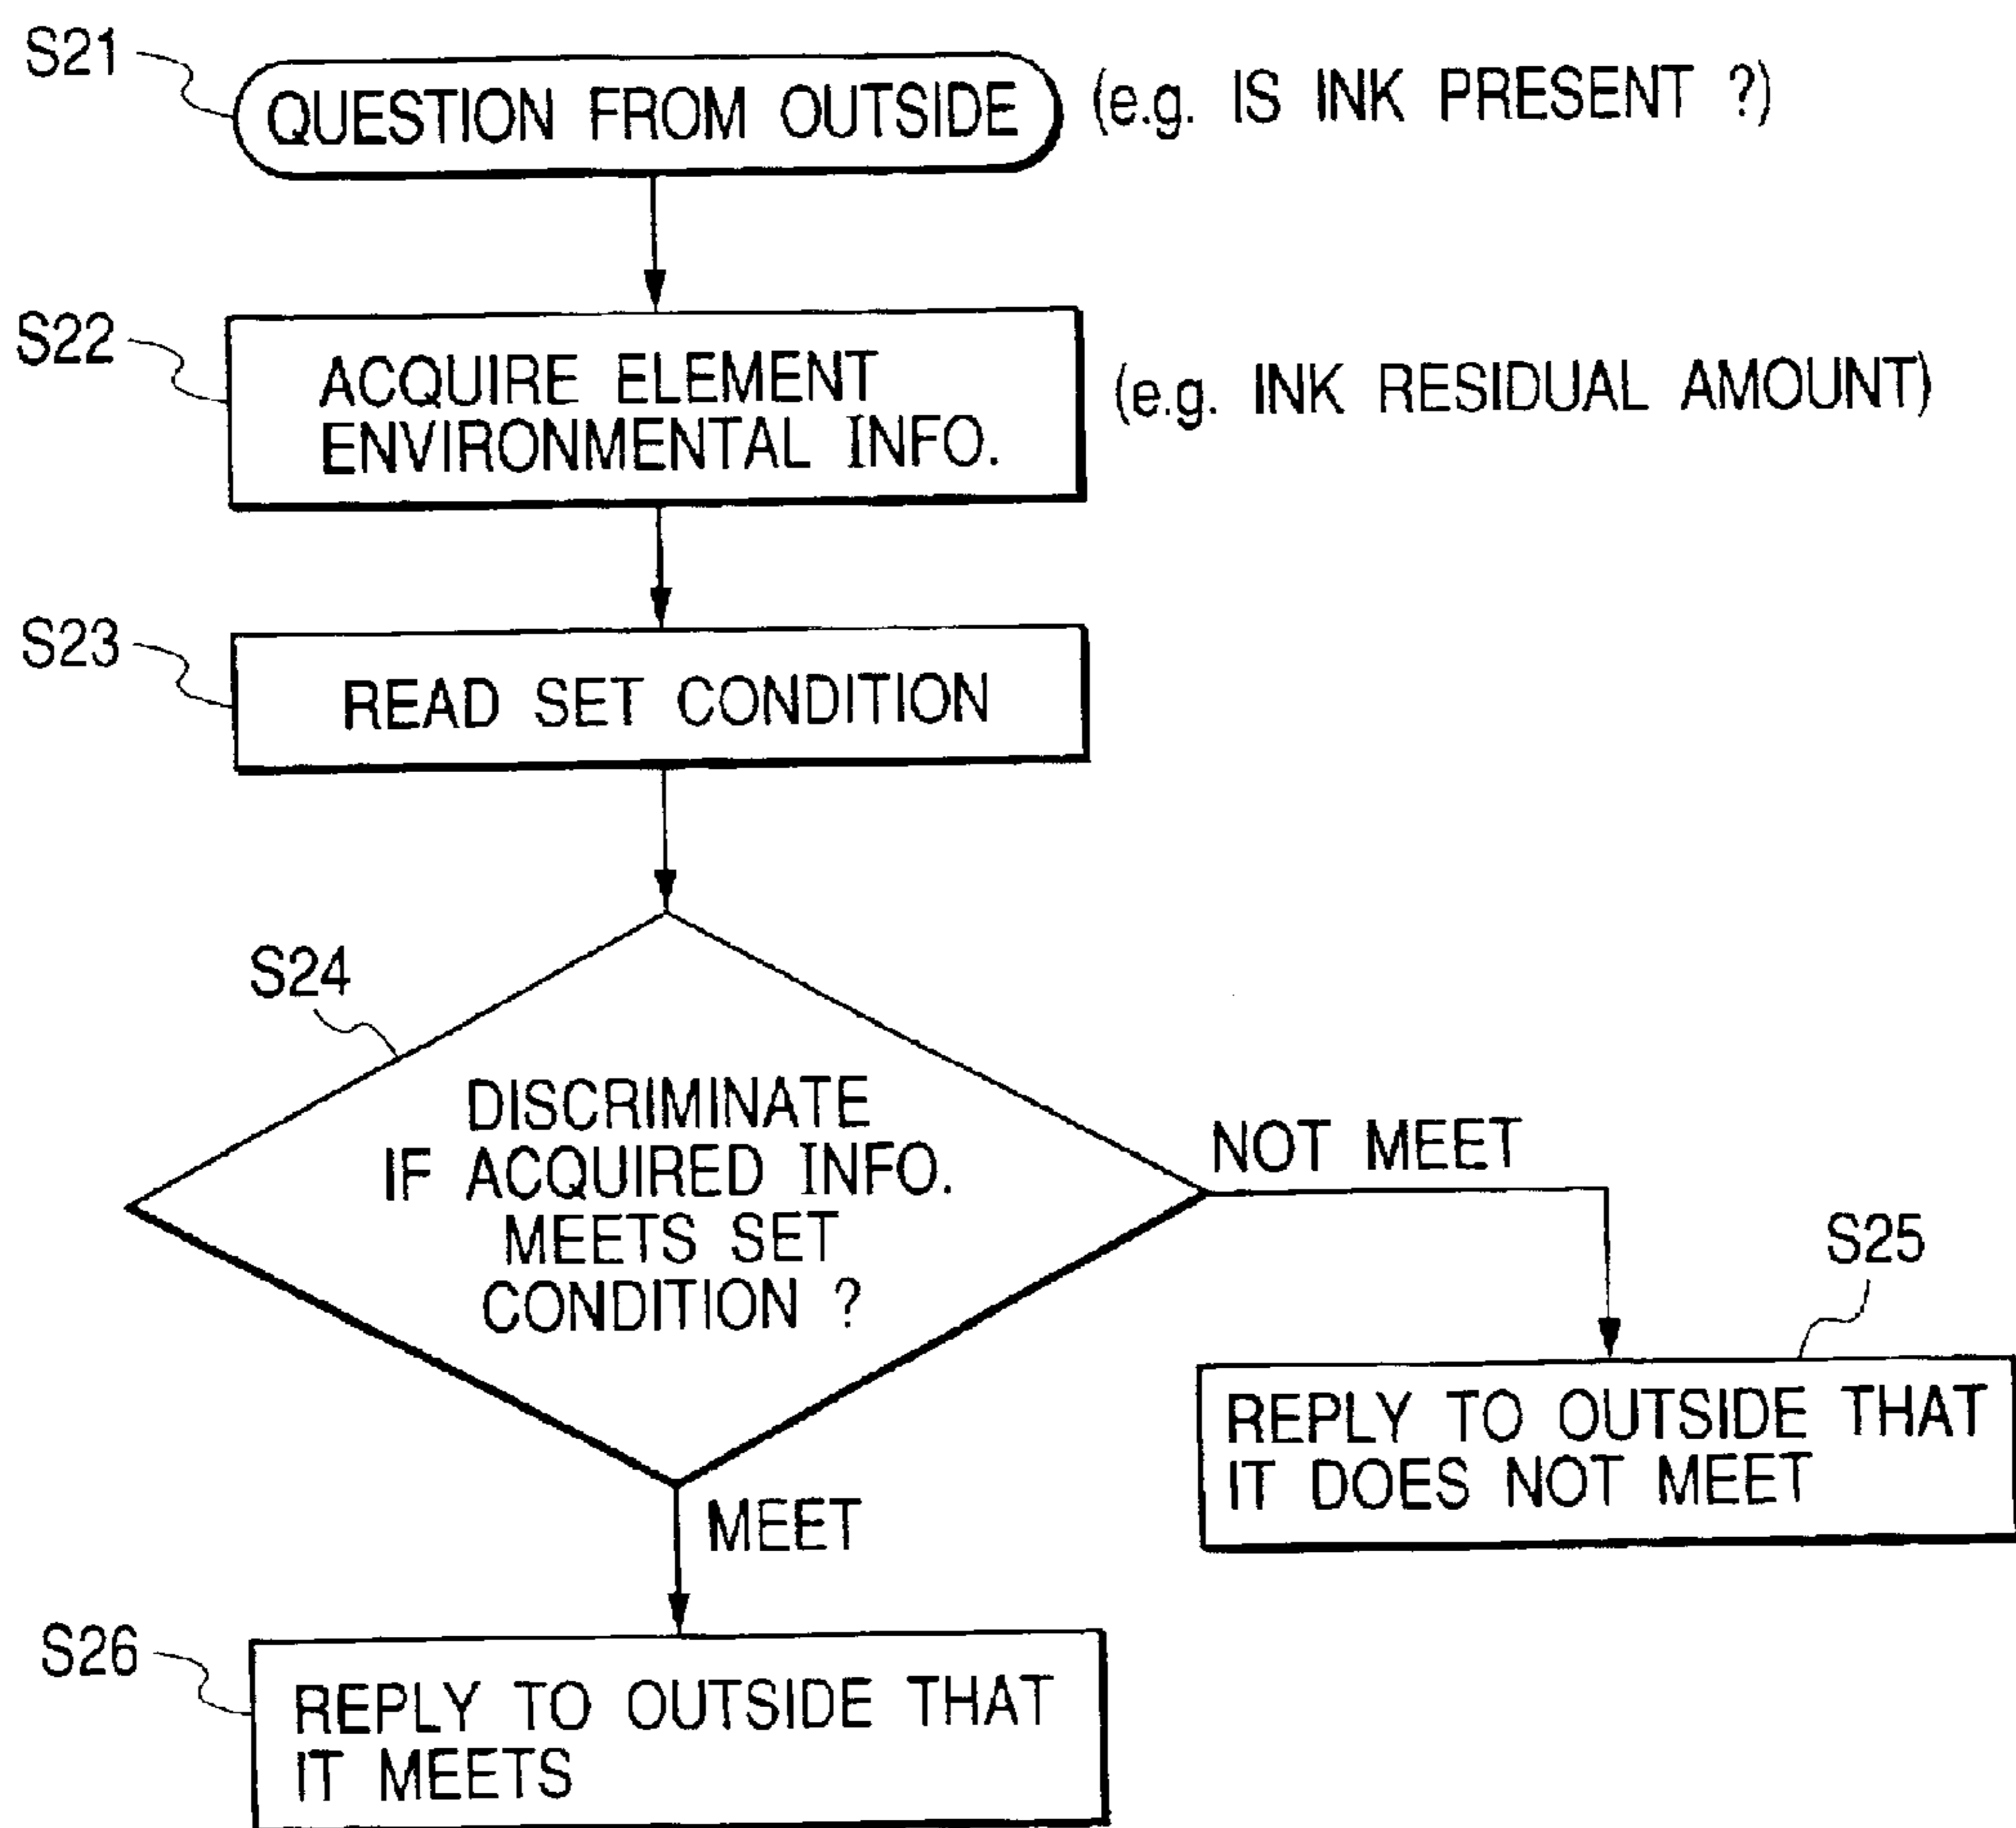 S21
QUESTION FROM OUTSIDE
(e.g. IS INK PRESENT ?)
S22
ACQUIRE ELEMENT
ENVIRONMENTAL INFO.
(e.g. INK RESIDUAL AMOUNT)
S23
READ SET CONDITION
S24
DISCRIMINATE
IF ACQUIRED INFO.
MEETS SET
CONDITION ?
NOT MEET
S25
REPLY TO OUTSIDE THAT
IT DOES NOT MEET
MEET
S26
REPLY TO OUTSIDE THAT
IT MEETS